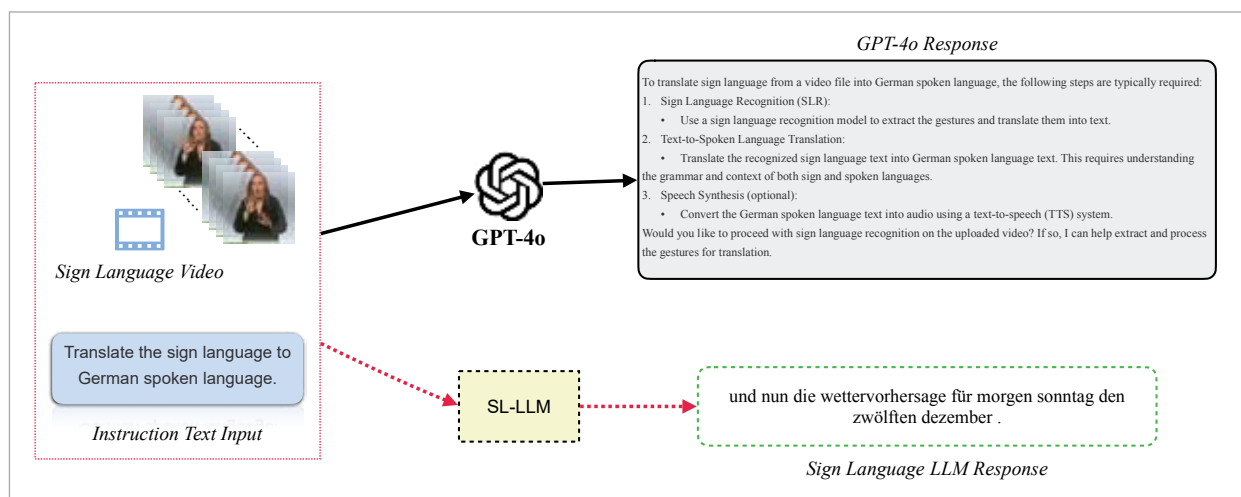 GPT-4o Response
To translate sign language from a video file into German spoken language, the following steps are typically required:
1. Sign Language Recognition (SLR):
• Use a sign language recognition model to extract the gestures and translate them into text.
2. Text-to-Spoken Language Translation:
• Translate the recognized sign language text into German spoken language text. This requires understanding
the grammar and context of both sign and spoken languages.
3. Speech Synthesis (optional):
• Convert the German spoken language text into audio using a text-to-speech (TTS) system.
Would you like to proceed with sign language recognition on the uploaded video? If so, I can help extract and process
the gestures for translation.
GPT-4o
Sign Language Video
Translate the sign language to
German spoken language.
Instruction Text Input
SL-LLM
und nun die wettervorhersage für morgen sonntag den
zwölften dezember .
Sign Language LLM Response